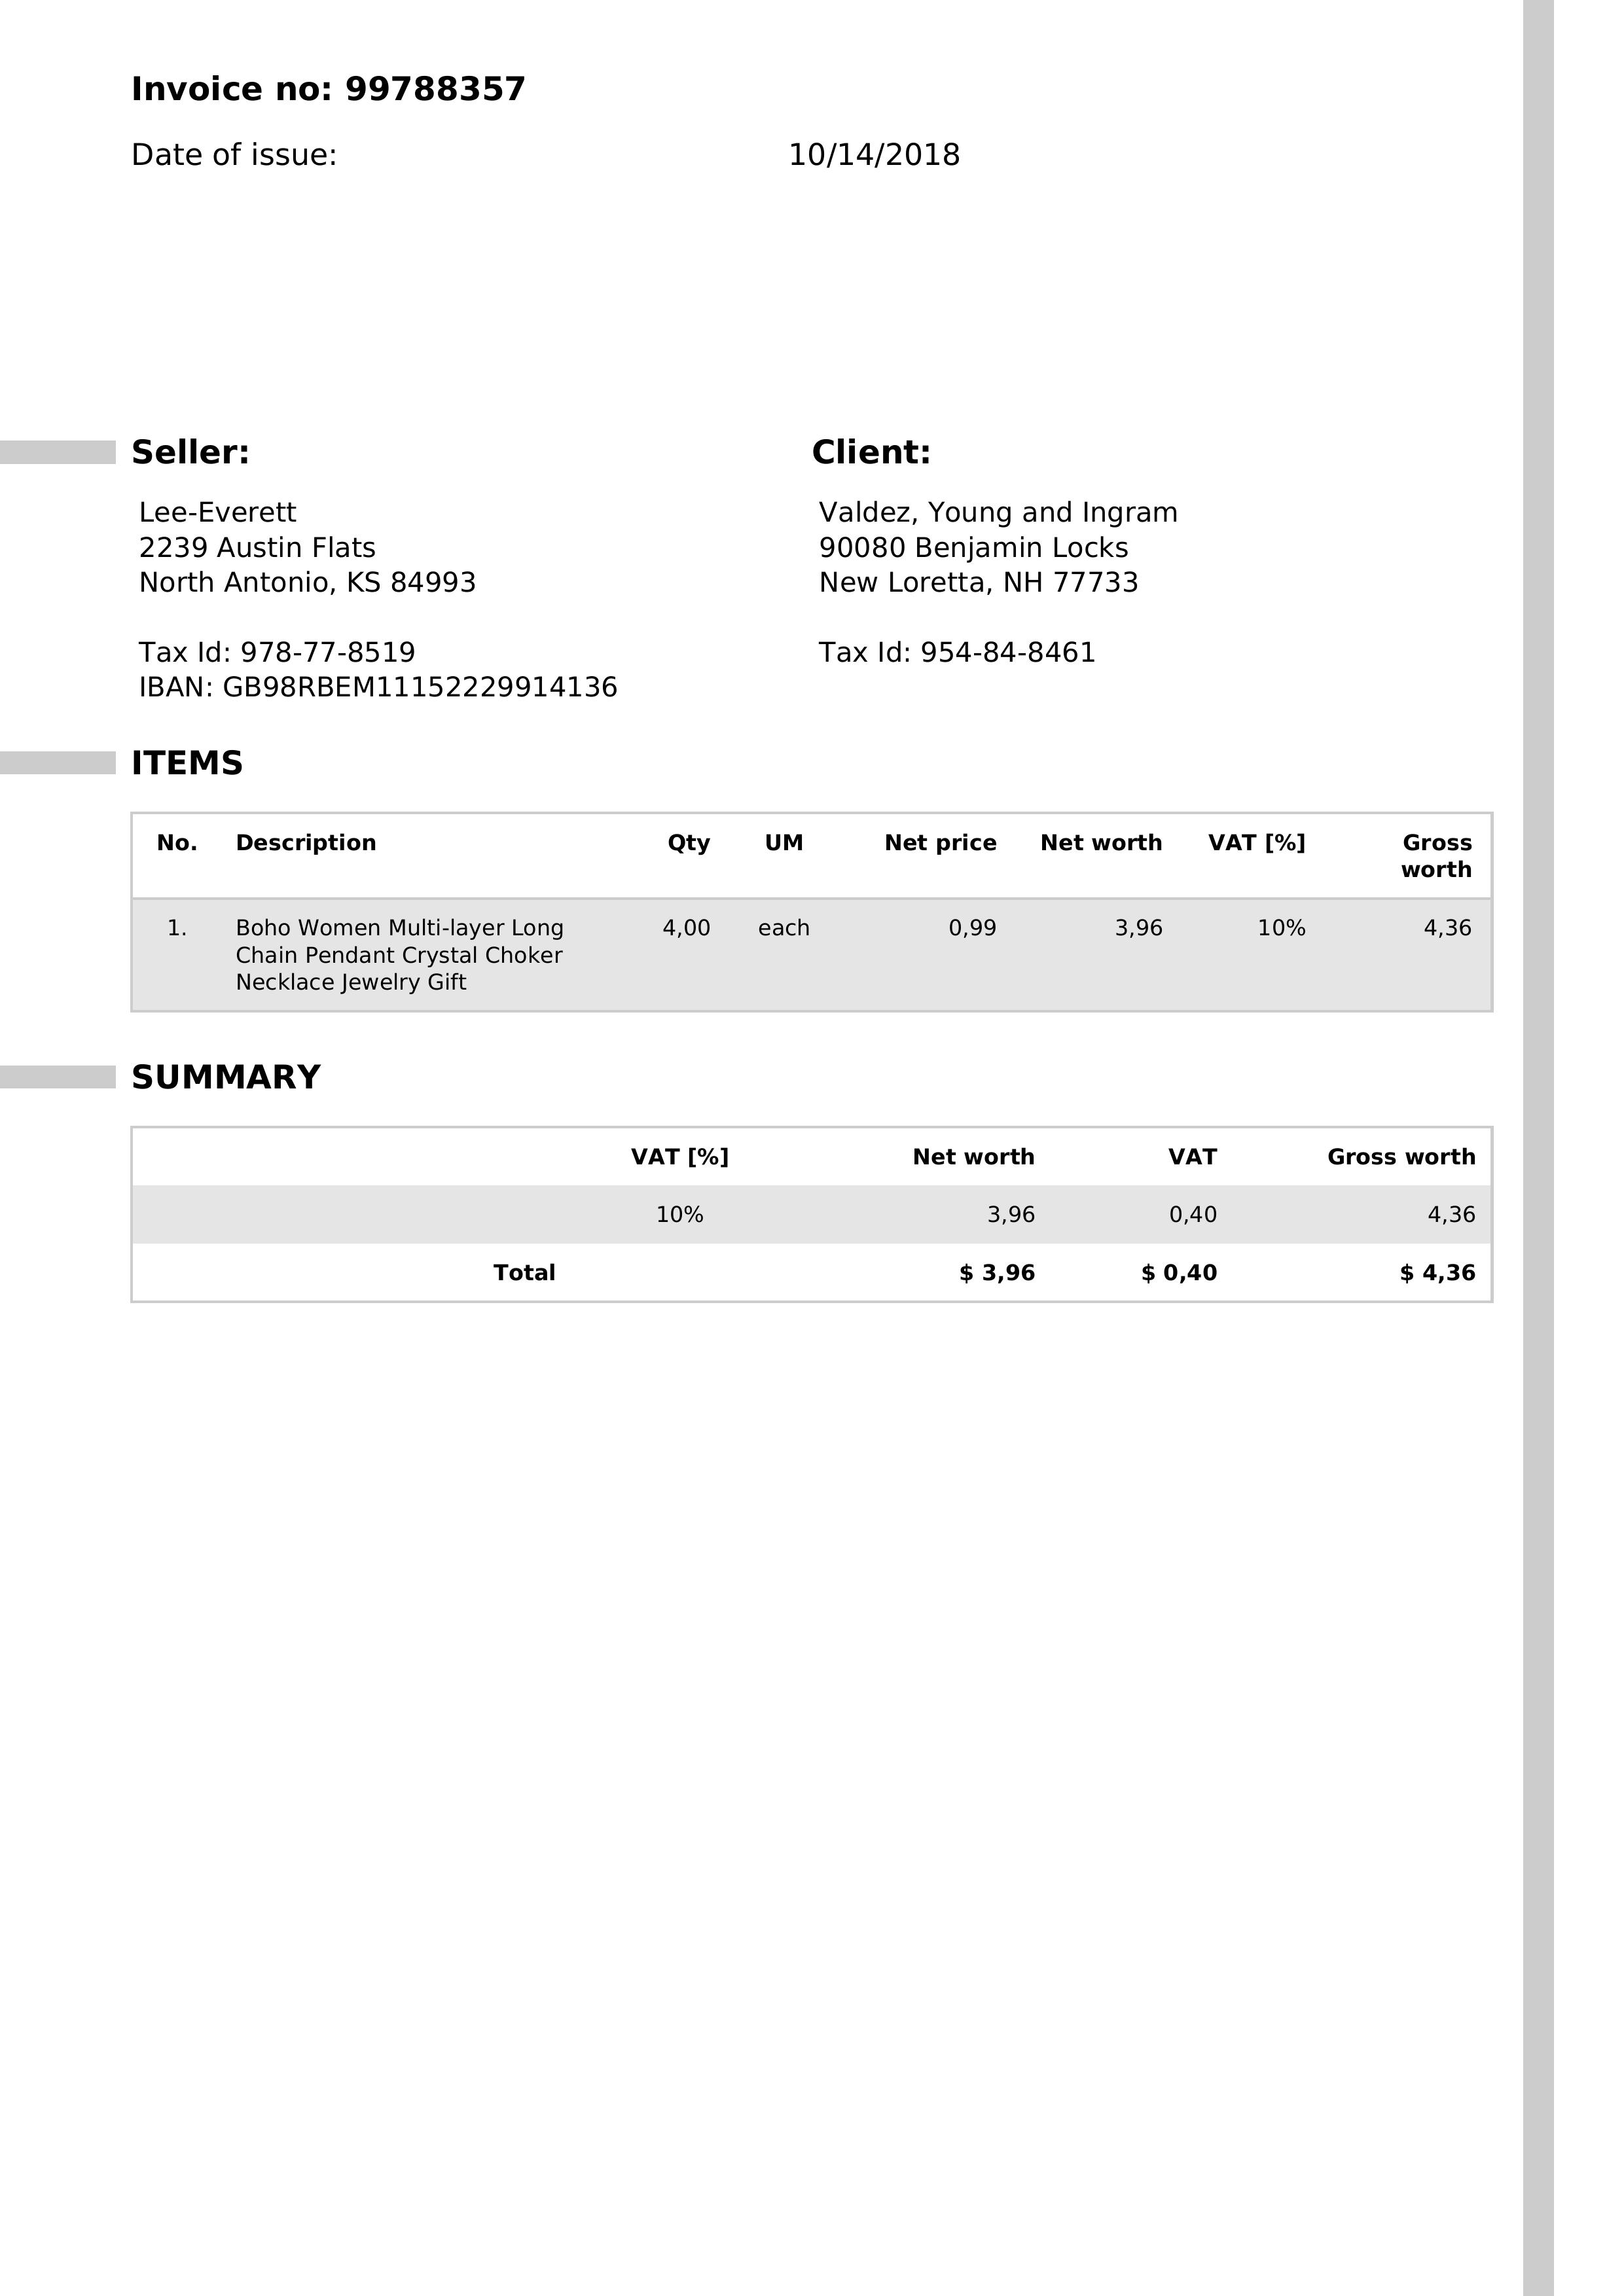 Invoice no: 99788357
Date of issue: 10/14/2018
Seller:
Lee-Everett
2239 Austin Flats
North Antonio, KS 84993
Tax Id: 978-77-8519
IBAN: GB98RBEM11152229914136
Client:
Valdez, Young and Ingram
90080 Benjamin Locks
New Loretta, NH 77733
Tax Id: 954-84-8461
ITEMS
No. Description Qty UM Net price Net worth VAT [%] Gross
worth
1. Boho Women Multi-layer Long 4,00 each 0,99 3,96 10% 4,36
Chain Pendant Crystal Choker
Necklace Jewelry Gift
SUMMARY
VAT [%] Net worth VAT Gross worth
10% 3,96 0,40 4,36
Total $ 3,96 $ 0,40 $ 4,36